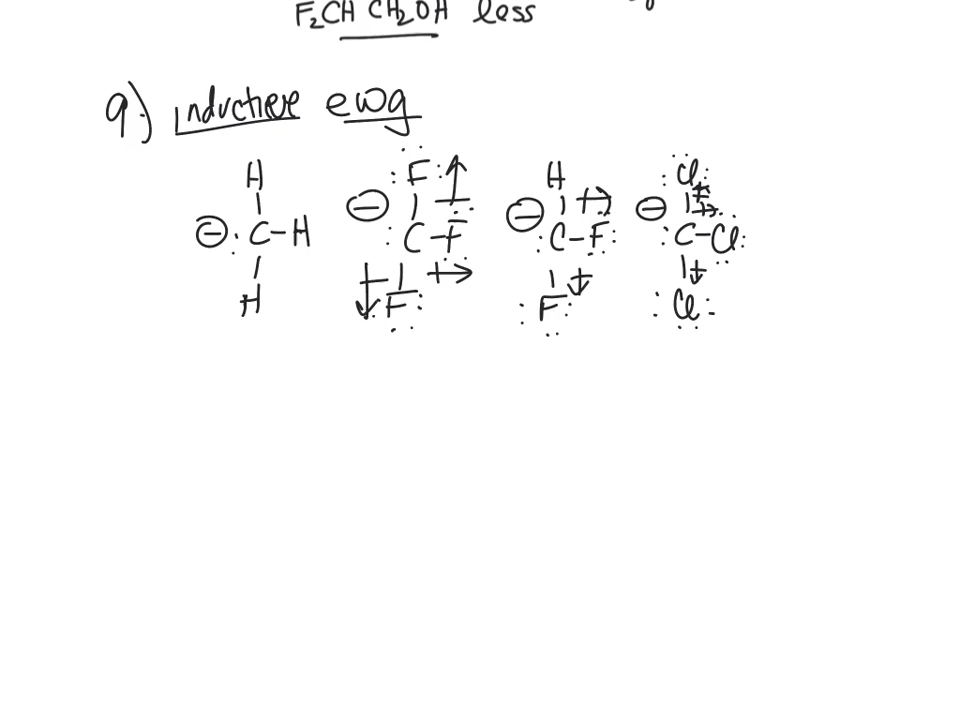 F₂CH CH₂OH less
9.) inductive ewg
H :F: H :Cl:
⊖:C-H ⊖ :C-F: ⊖ :C-F: ⊖ :C-Cl:
H :F: :F: :Cl: